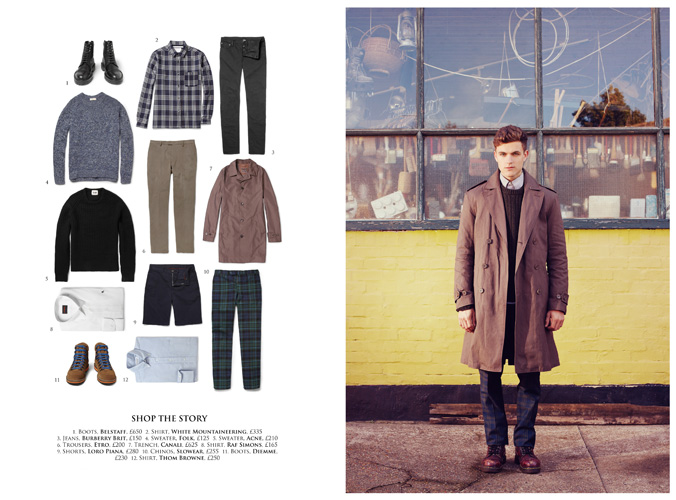 2
1
3
4
7
6
5
10
9
8
11
12
SHOP THE STORY
1. Boots, Belstaff, £650 2. Shirt, White Mountaineering, £335
3. Jeans, Burberry Brit, £150 4. Sweater, Folk, £125 5. Sweater, Acne, £210
6. Trousers, Etro, £200 7. Trench, Canali, £625 8. Shirt, Raf Simons, £165
9. Shorts, Loro Piana, £280 10. Chinos, Slowear, £255 11. Boots, Diemme,
£230 12. Shirt, Thom Browne, £250